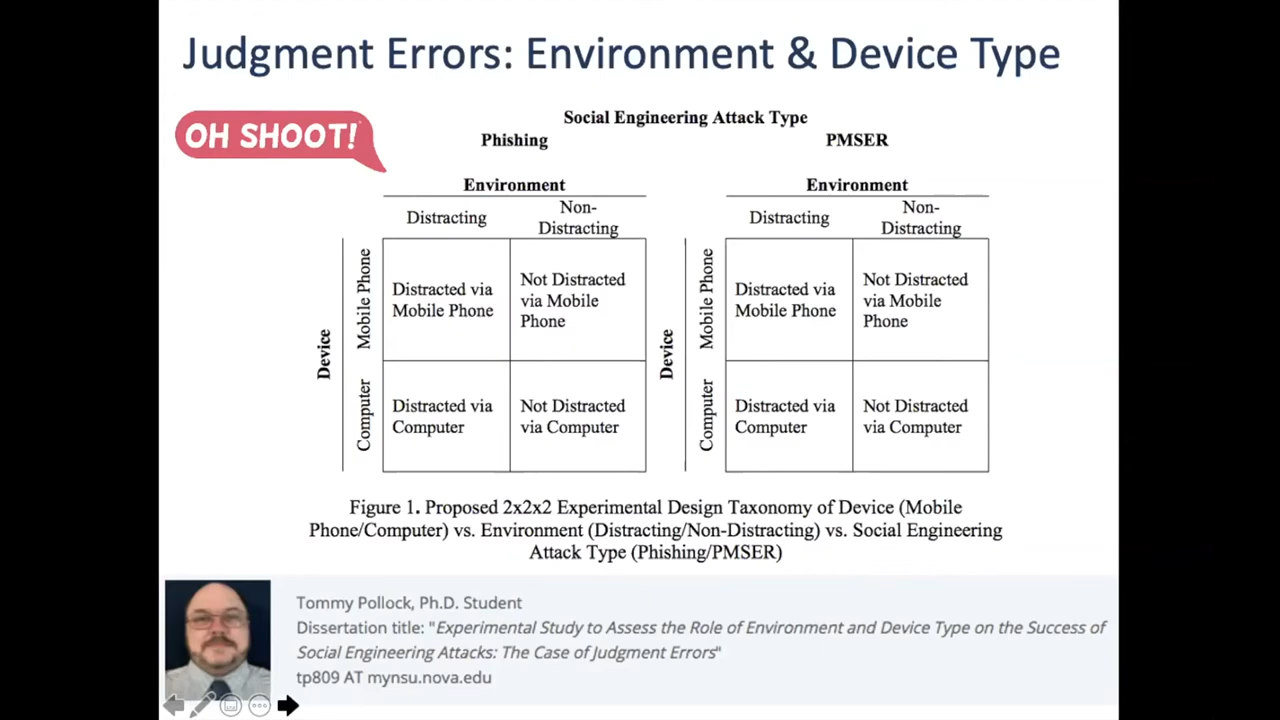 Judgment Errors: Environment & Device Type
OH SHOOT!
Social Engineering Attack Type
Phishing
PMSER
Environment
Environment
Distracting
Non-
Distracting
Distracting
Non-
Distracting
Device
Mobile Phone
Distracted via
Mobile Phone
Not Distracted
via Mobile
Phone
Device
Mobile Phone
Distracted via
Mobile Phone
Not Distracted
via Mobile
Phone
Computer
Distracted via
Computer
Not Distracted
via Computer
Computer
Distracted via
Computer
Not Distracted
via Computer
Figure 1. Proposed 2x2x2 Experimental Design Taxonomy of Device (Mobile
Phone/Computer) vs. Environment (Distracting/Non-Distracting) vs. Social Engineering
Attack Type (Phishing/PMSER)
Tommy Pollock, Ph.D. Student
Dissertation title: "Experimental Study to Assess the Role of Environment and Device Type on the Success of
Social Engineering Attacks: The Case of Judgment Errors"
tp809 AT mynsu.nova.edu